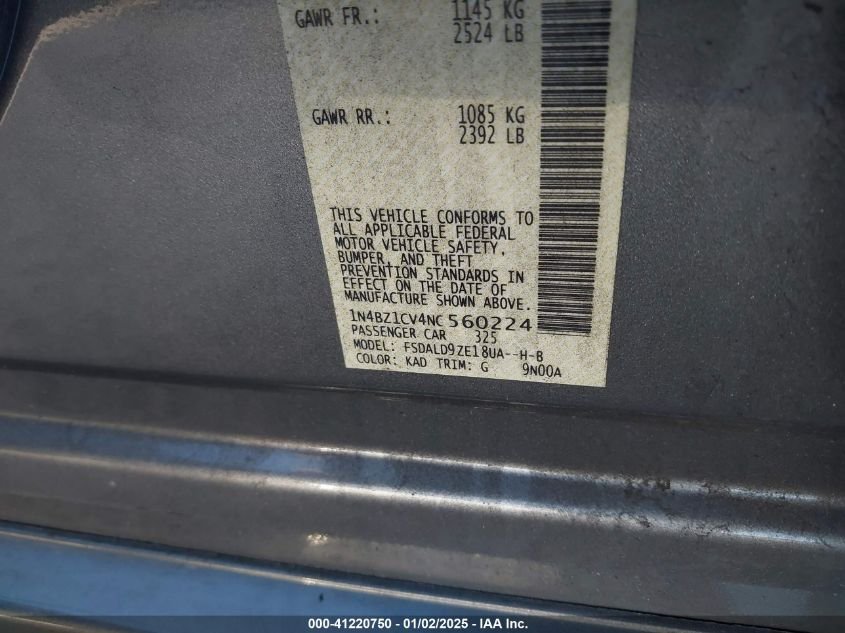 GAWR FR.: 1145 KG
2524 LB
GAWR RR.: 1085 KG
2392 LB
THIS VEHICLE CONFORMS TO
ALL APPLICABLE FEDERAL
MOTOR VEHICLE SAFETY,
BUMPER, AND THEFT
PREVENTION STANDARDS IN
EFFECT ON THE DATE OF
MANUFACTURE SHOWN ABOVE.
1N4BZ1CV4NC 560224
PASSENGER CAR 325
MODEL: FSDALD9ZE18UA--H-B
COLOR: KAD TRIM: G 9N00A
000-41220750 - 01/02/2025 - IAA Inc.